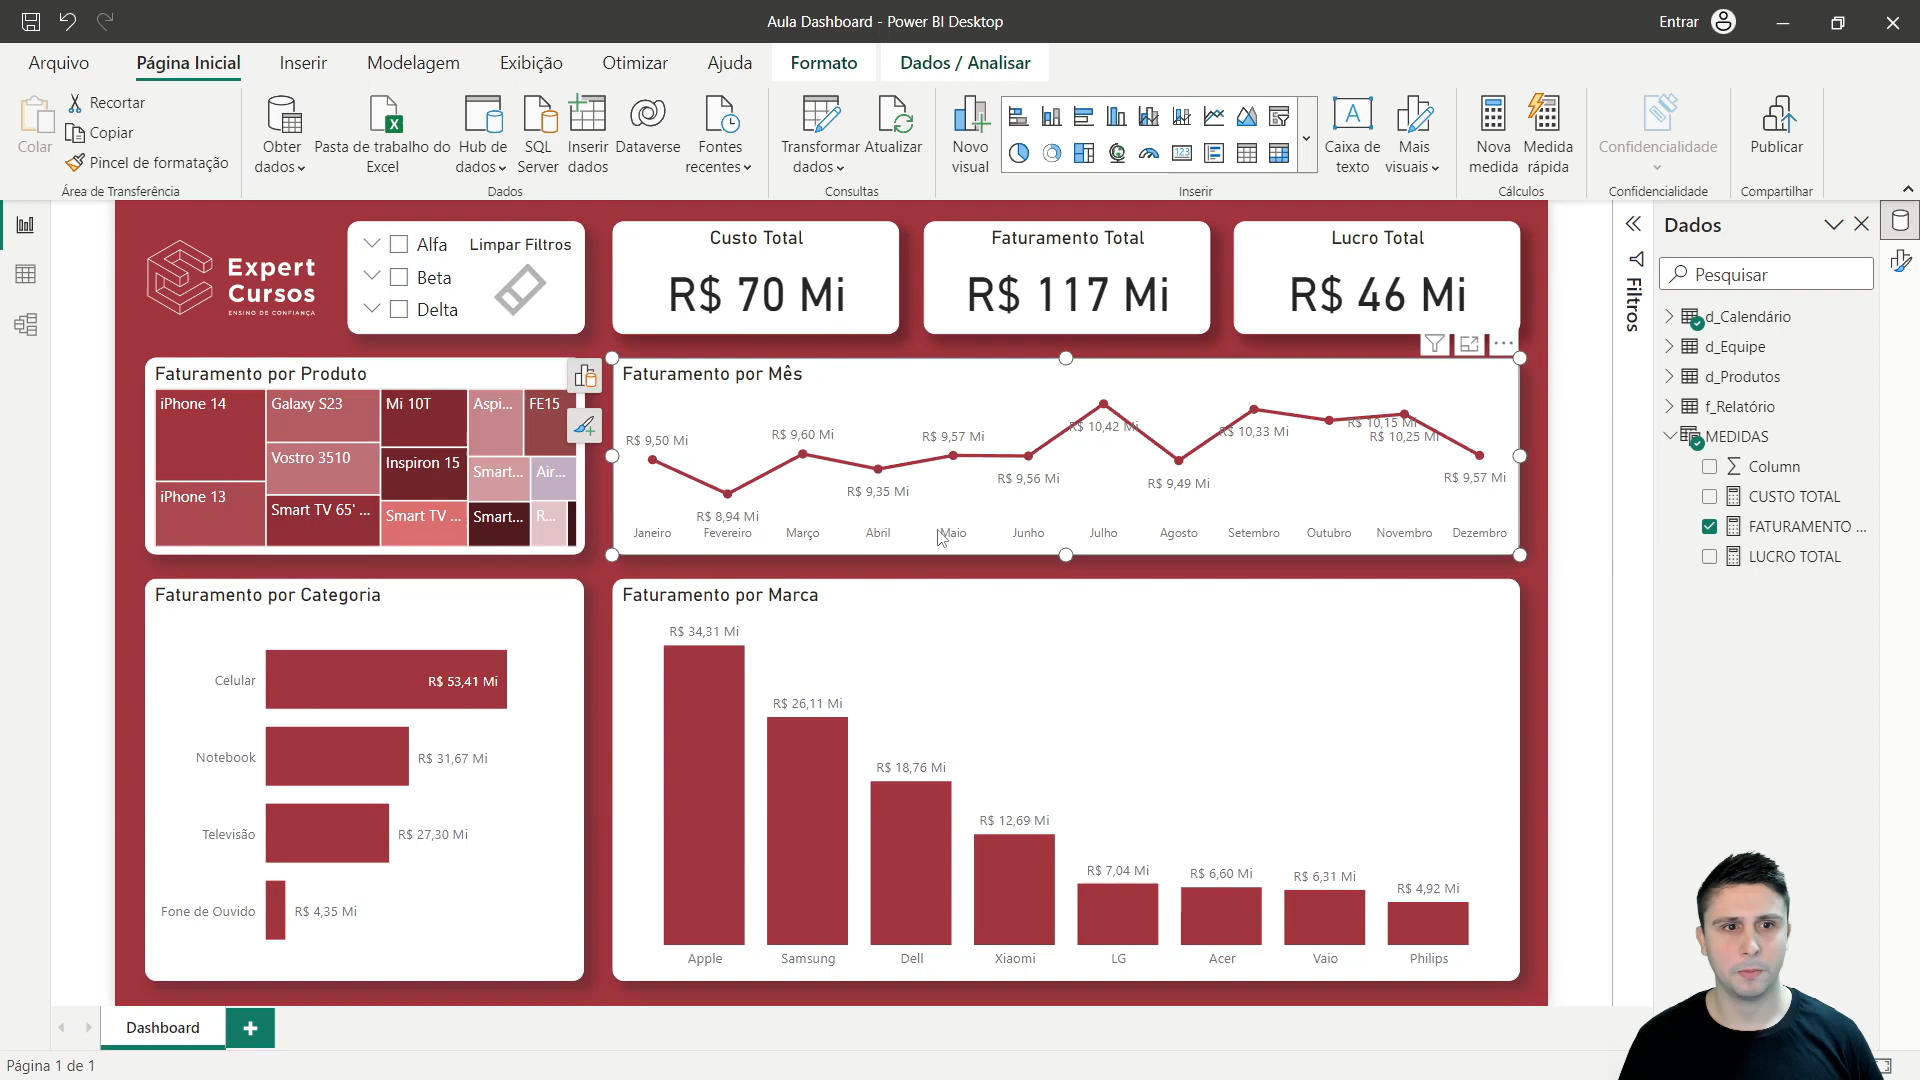 Aula Dashboard - Power BI Desktop
Entrar
Arquivo
Página Inicial
Inserir
Modelagem
Exibição
Otimizar
Ajuda
Formato
Dados / Analisar
Colar
Recortar
Copiar
Pincel de formatação
Área de Transferência
Obter dados
Pasta de trabalho do Excel
Hub de dados
SQL Server
Inserir dados
Dataverse
Fontes recentes
Dados
Transformar dados
Atualizar
Consultas
Novo visual
Caixa de texto
Mais visuais
Inserir
Nova medida
Medida rápida
Cálculos
Confidencialidade
Confidencialidade
Publicar
Compartilhar
Expert
Cursos
ENSINO DE CONFIANÇA
Alfa
Beta
Delta
Limpar Filtros
Custo Total
R$ 70 Mi
Faturamento Total
R$ 117 Mi
Lucro Total
R$ 46 Mi
Faturamento por Produto
iPhone 14
iPhone 13
Galaxy S23
Vostro 3510
Smart TV 65' ...
Mi 10T
Inspiron 15
Smart TV ...
Aspi...
FE15
Smart...
Air...
Smart...
R...
Faturamento por Mês
R$ 9,50 Mi
R$ 8,94 Mi
R$ 9,60 Mi
R$ 9,35 Mi
R$ 9,57 Mi
R$ 9,56 Mi
R$ 10,42 Mi
R$ 9,49 Mi
R$ 10,33 Mi
R$ 10,15 Mi
R$ 10,25 Mi
R$ 9,57 Mi
Janeiro
Fevereiro
Março
Abril
Maio
Junho
Julho
Agosto
Setembro
Outubro
Novembro
Dezembro
Faturamento por Categoria
Celular
R$ 53,41 Mi
Notebook
R$ 31,67 Mi
Televisão
R$ 27,30 Mi
Fone de Ouvido
R$ 4,35 Mi
Faturamento por Marca
R$ 34,31 Mi
R$ 26,11 Mi
R$ 18,76 Mi
R$ 12,69 Mi
R$ 7,04 Mi
R$ 6,60 Mi
R$ 6,31 Mi
R$ 4,92 Mi
Apple
Samsung
Dell
Xiaomi
LG
Acer
Vaio
Philips
Filtros
Dados
Pesquisar
d_Calendário
d_Equipe
d_Produtos
f_Relatório
MEDIDAS
Column
CUSTO TOTAL
FATURAMENTO ...
LUCRO TOTAL
Dashboard
Página 1 de 1